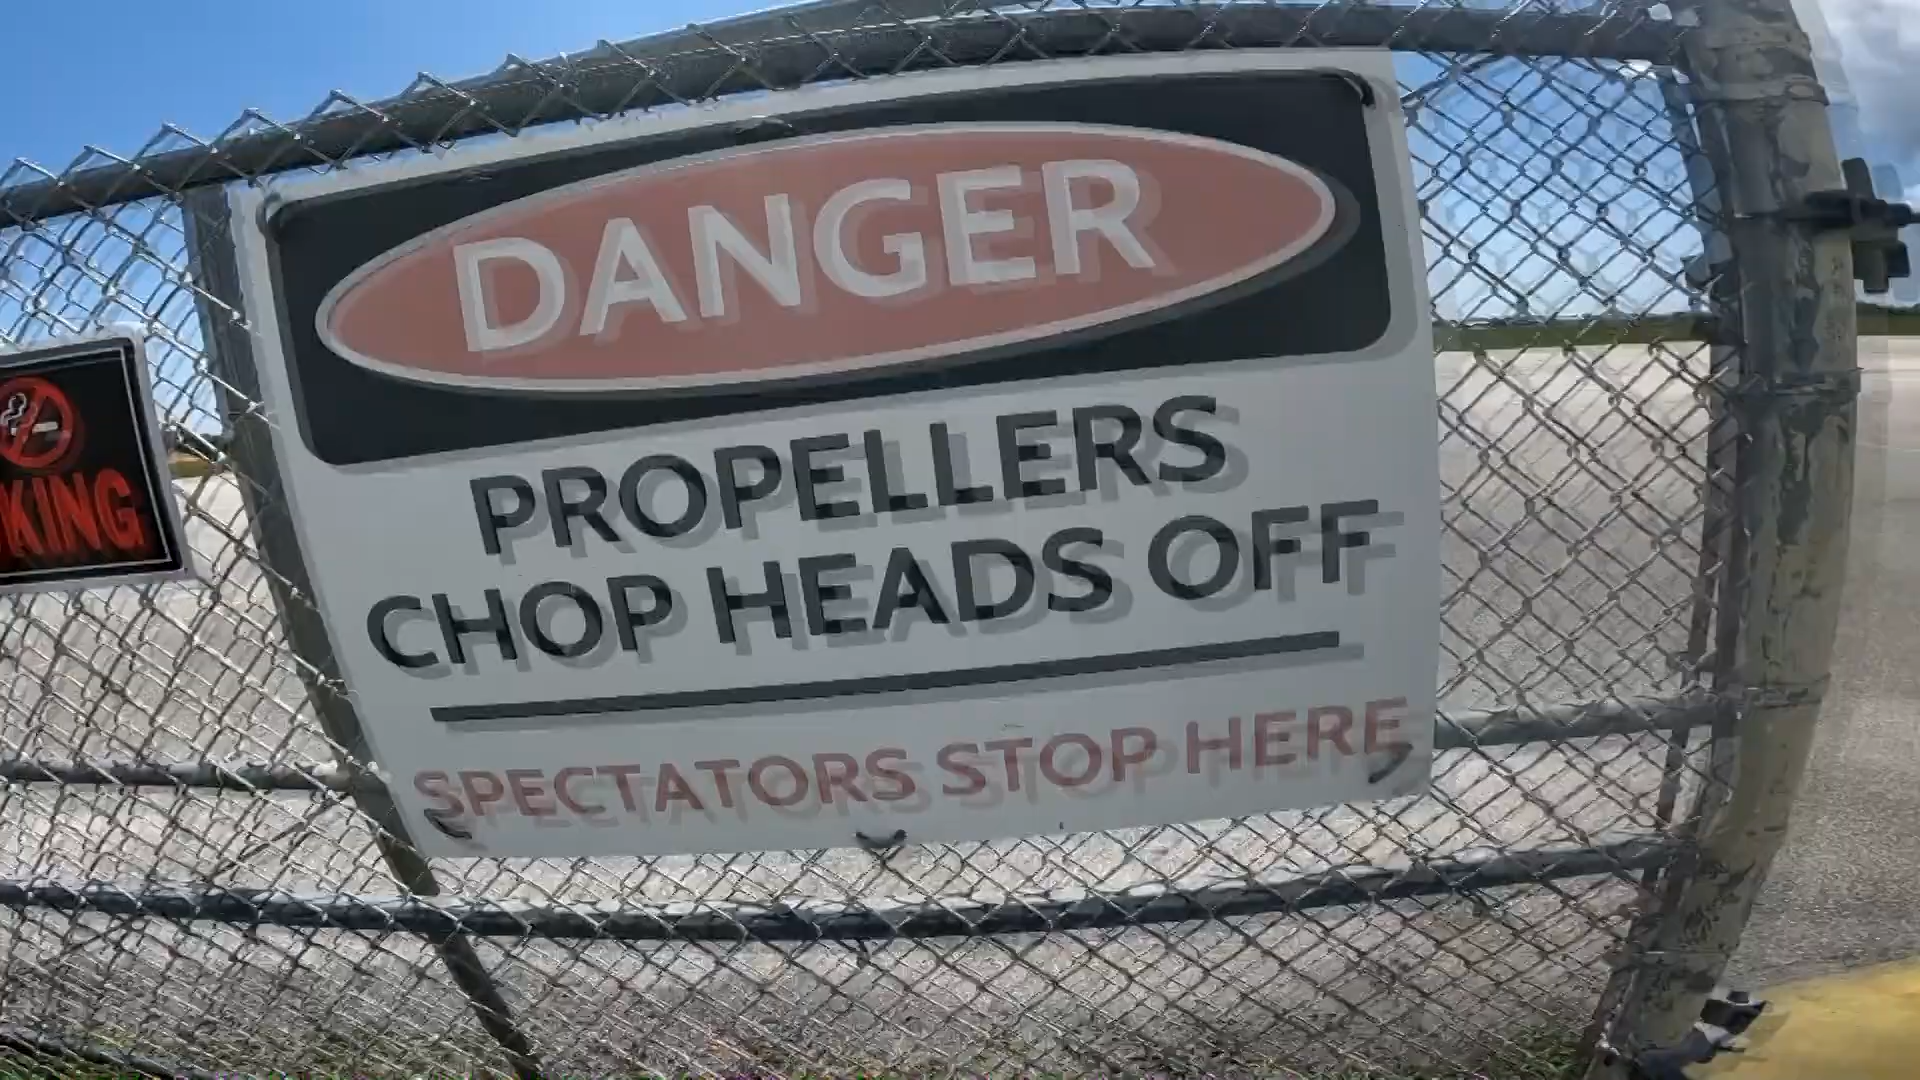 DANGER
PROPELLERS
CHOP HEADS OFF
SPECTATORS STOP HERE
KING